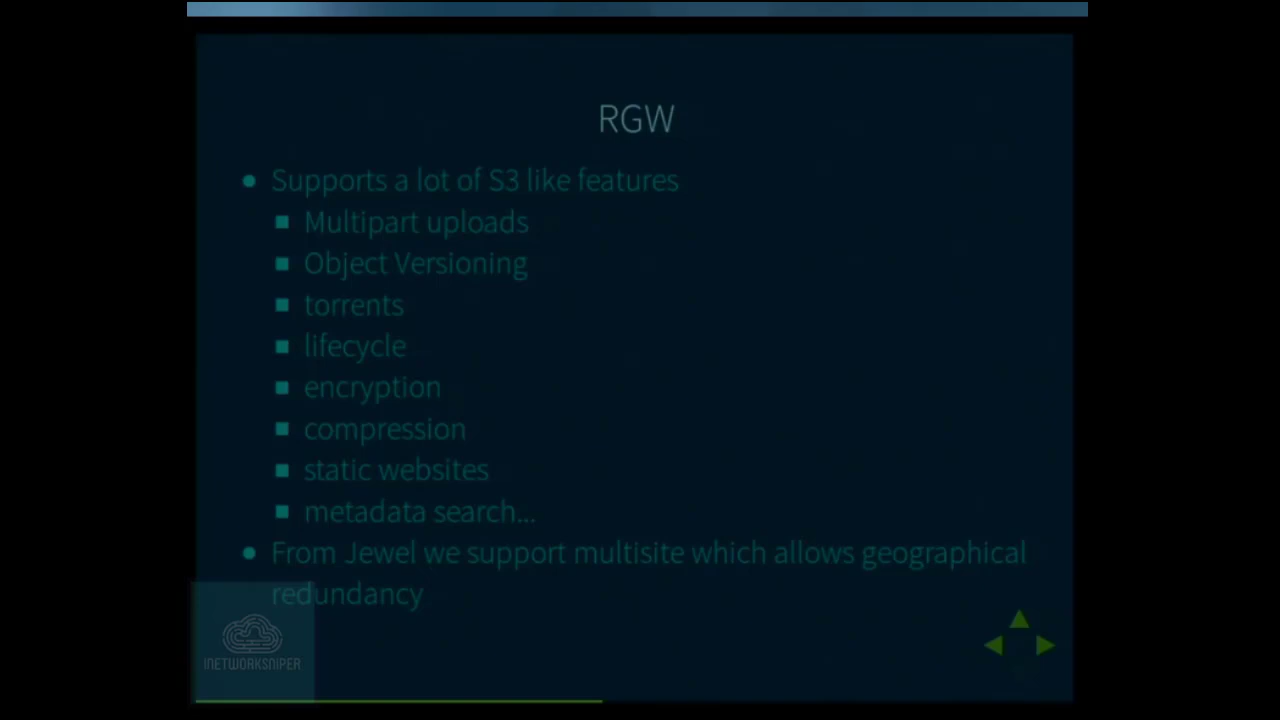 RGW
Supports a lot of S3 like features
Multipart uploads
Object Versioning
torrents
lifecycle
encryption
compression
static websites
metadata search...
From Jewel we support multisite which allows geographical
redundancy
INETWORKSNIPER